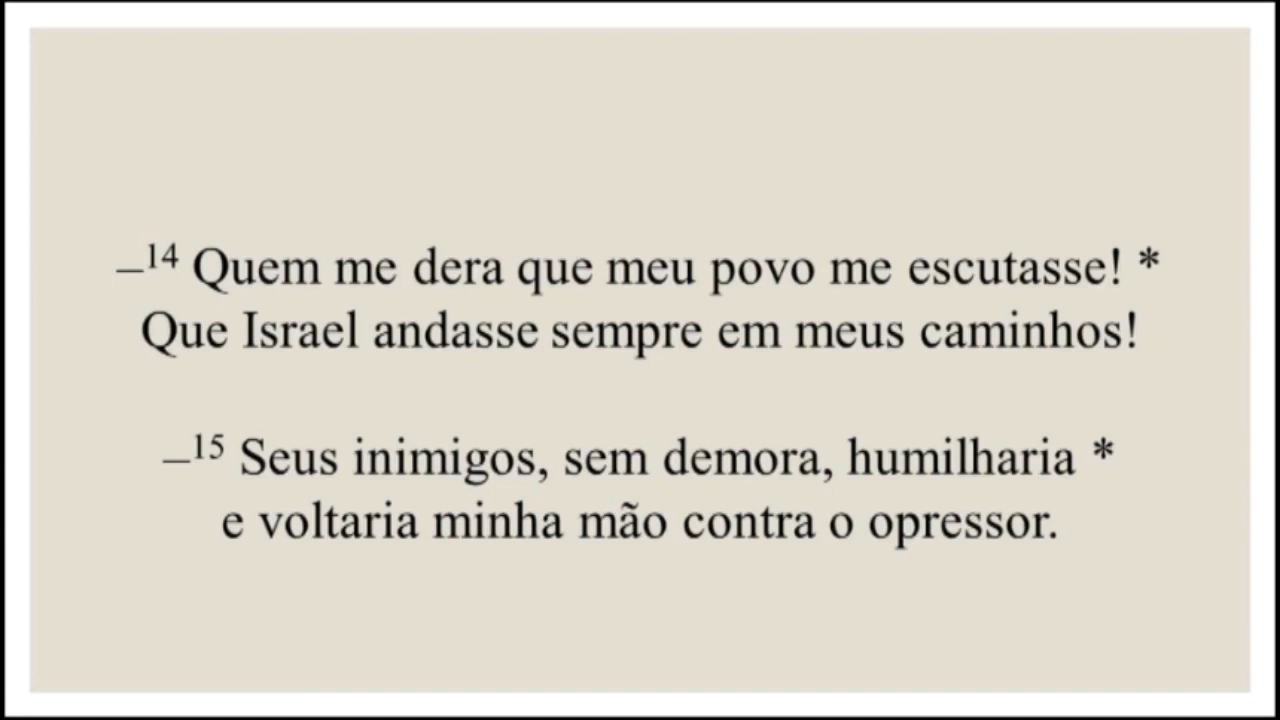 –¹⁴ Quem me dera que meu povo me escutasse! *
Que Israel andasse sempre em meus caminhos!
–¹⁵ Seus inimigos, sem demora, humilharia *
e voltaria minha mão contra o opressor.